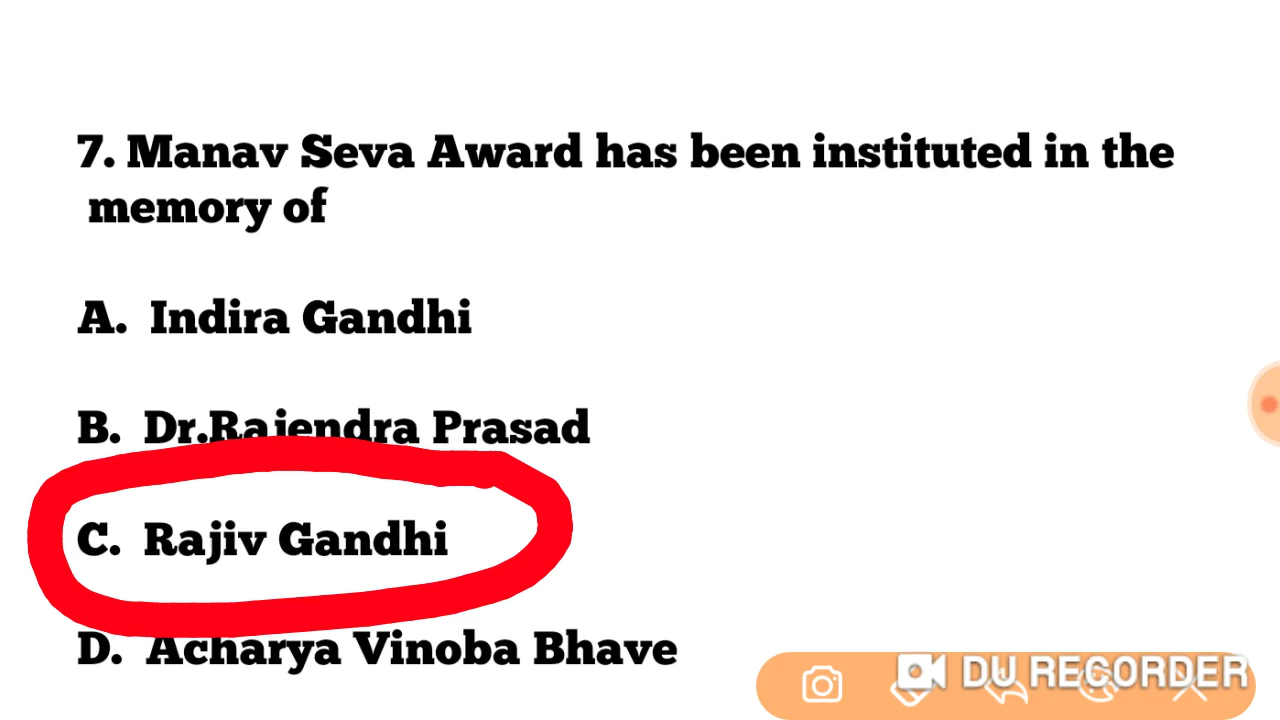 7. Manav Seva Award has been instituted in the
memory of
A. Indira Gandhi
B. Dr.Rajendra Prasad
C. Rajiv Gandhi
D. Acharya Vinoba Bhave
DU RECORDER